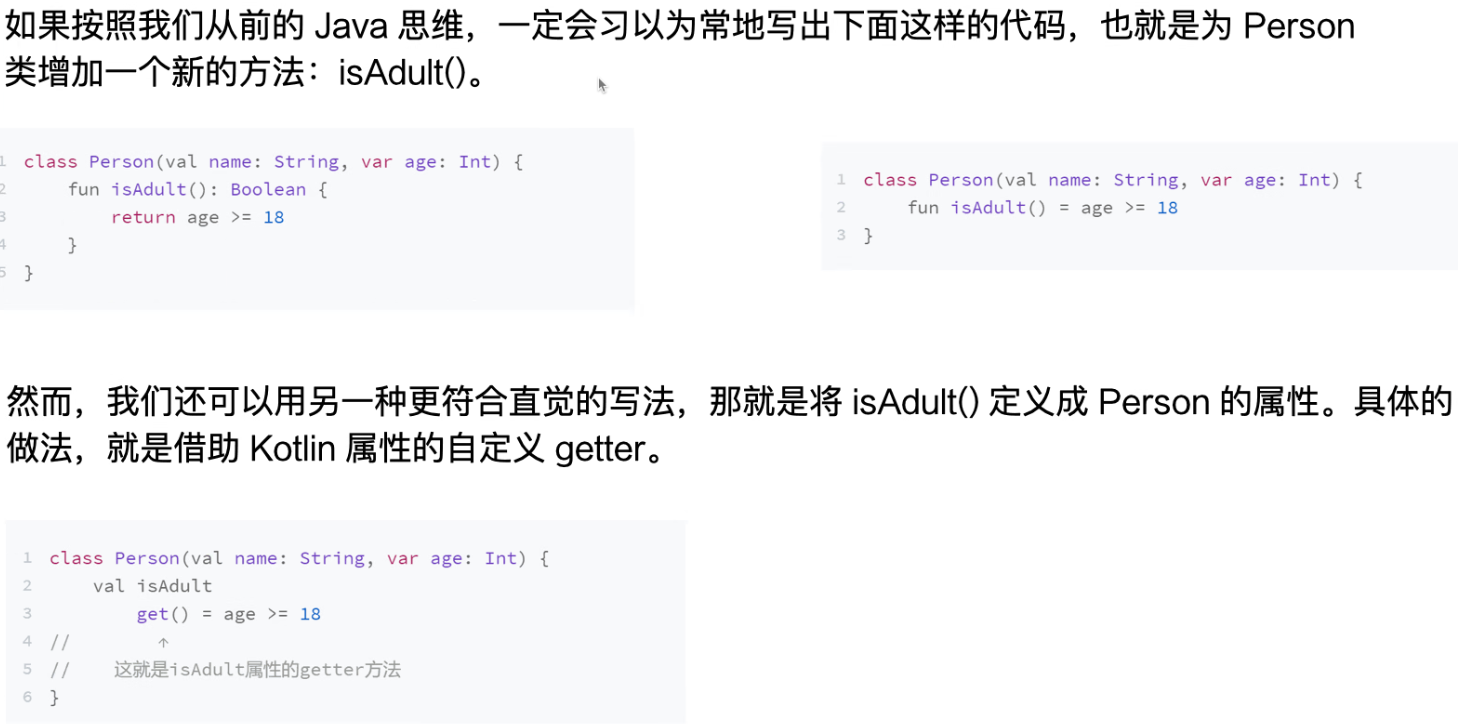 如果按照我们从前的 Java 思维，一定会习以为常地写出下面这样的代码，也就是为 Person
类增加一个新的方法：isAdult()。
1 class Person(val name: String, var age: Int) {
2     fun isAdult(): Boolean {
3         return age >= 18
4     }
5 }
1 class Person(val name: String, var age: Int) {
2     fun isAdult() = age >= 18
3 }
然而，我们还可以用另一种更符合直觉的写法，那就是将 isAdult() 定义成 Person 的属性。具体的
做法，就是借助 Kotlin 属性的自定义 getter。
1 class Person(val name: String, var age: Int) {
2     val isAdult
3         get() = age >= 18
4 //        ↑
5 //    这就是isAdult属性的getter方法
6 }